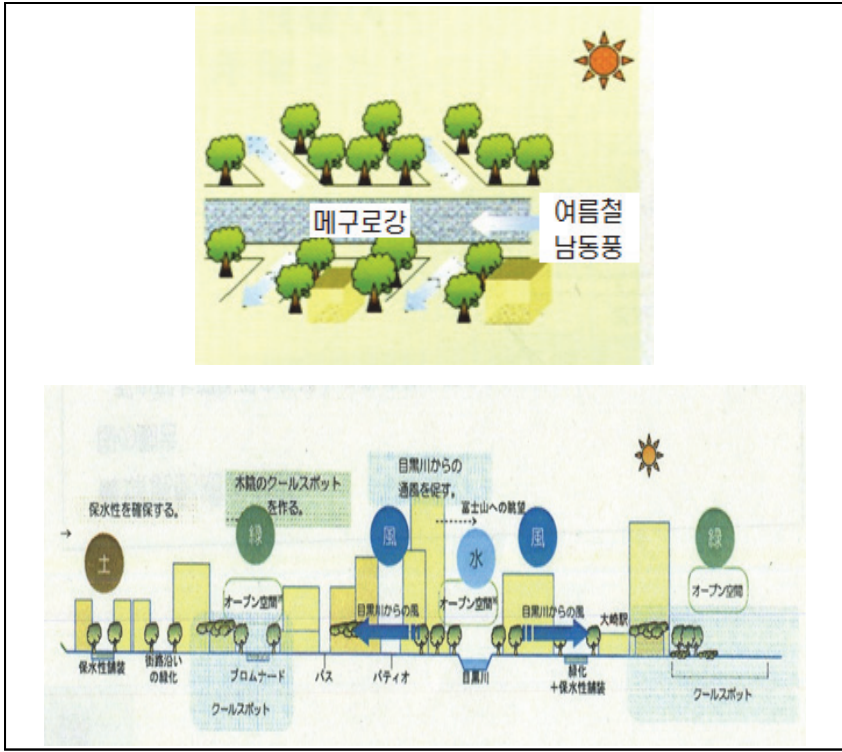 메구로강
여름철
남동풍
保水性を確保する。
木陰のクールスポット
を作る。
目黒川からの
通風を促す。
富士山への眺望
土
緑
風
水
風
緑
オープン空間
オープン空間
オープン空間
目黒川からの風
目黒川からの風
大崎駅
保水性舗装
街路沿い
の緑化
プロムナード
パス
パティオ
目黒川
緑化
+保水性舗装
クールスポット
クールスポット